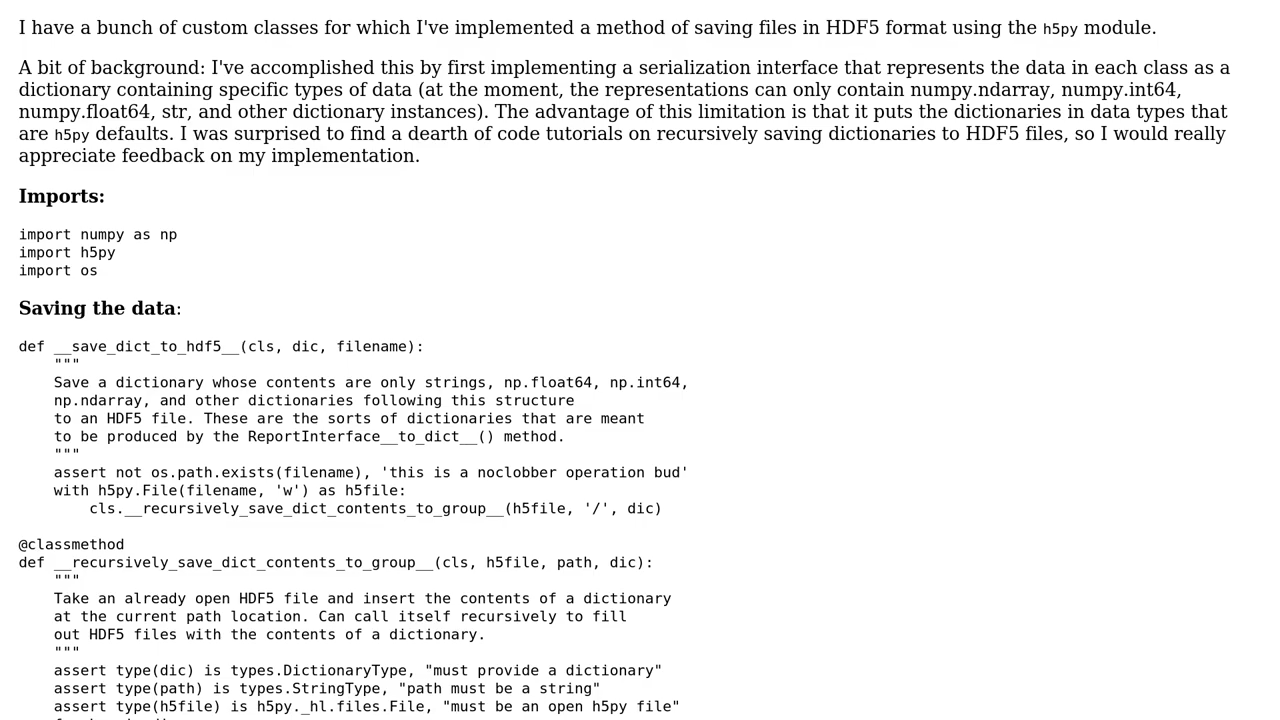 I have a bunch of custom classes for which I've implemented a method of saving files in HDF5 format using the h5py module.
A bit of background: I've accomplished this by first implementing a serialization interface that represents the data in each class as a
dictionary containing specific types of data (at the moment, the representations can only contain numpy.ndarray, numpy.int64,
numpy.float64, str, and other dictionary instances). The advantage of this limitation is that it puts the dictionaries in data types that
are h5py defaults. I was surprised to find a dearth of code tutorials on recursively saving dictionaries to HDF5 files, so I would really
appreciate feedback on my implementation.
Imports:
import numpy as np
import h5py
import os
Saving the data:
def __save_dict_to_hdf5__(cls, dic, filename):
    """
    Save a dictionary whose contents are only strings, np.float64, np.int64,
    np.ndarray, and other dictionaries following this structure
    to an HDF5 file. These are the sorts of dictionaries that are meant
    to be produced by the ReportInterface__to_dict__() method.
    """
    assert not os.path.exists(filename), 'this is a noclobber operation bud'
    with h5py.File(filename, 'w') as h5file:
        cls.__recursively_save_dict_contents_to_group__(h5file, '/', dic)
@classmethod
def __recursively_save_dict_contents_to_group__(cls, h5file, path, dic):
    """
    Take an already open HDF5 file and insert the contents of a dictionary
    at the current path location. Can call itself recursively to fill
    out HDF5 files with the contents of a dictionary.
    """
    assert type(dic) is types.DictionaryType, "must provide a dictionary"
    assert type(path) is types.StringType, "path must be a string"
    assert type(h5file) is h5py._hl.files.File, "must be an open h5py file"